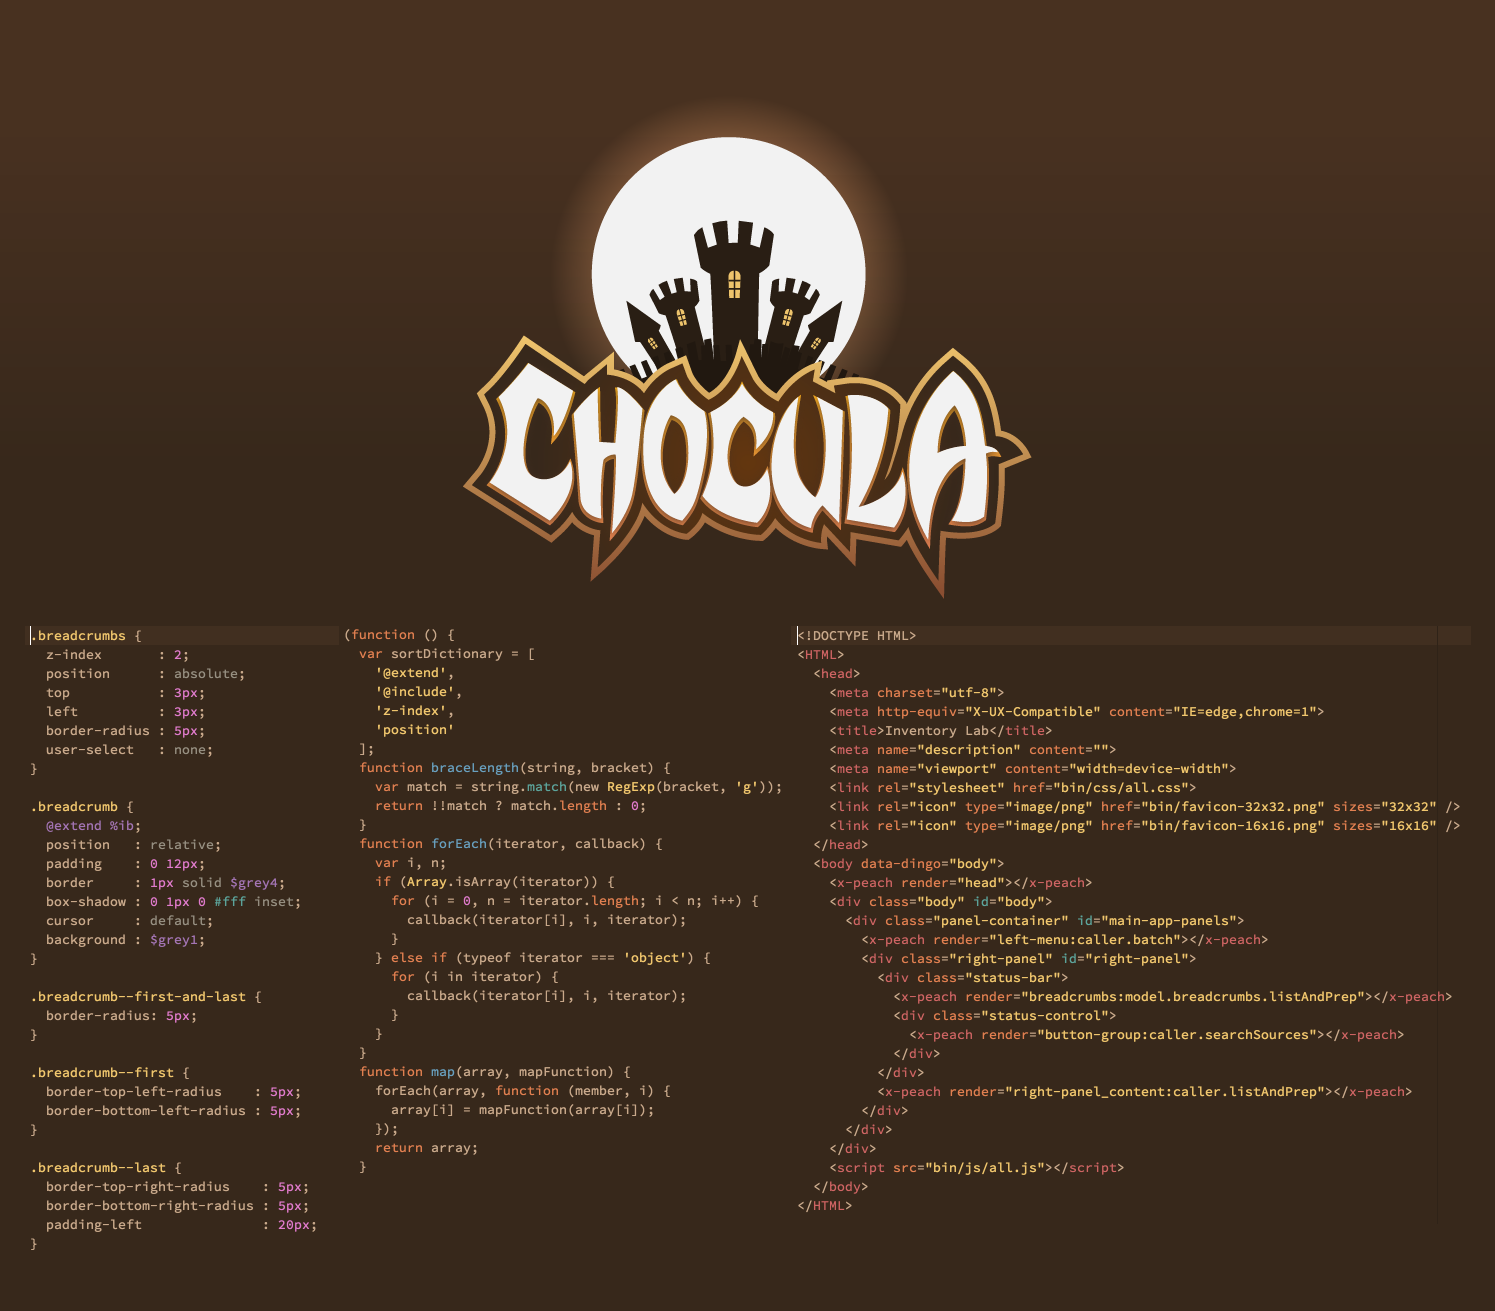 CHOCULA
.breadcrumbs {
  z-index       : 2;
  position      : absolute;
  top           : 3px;
  left          : 3px;
  border-radius : 5px;
  user-select   : none;
}
.breadcrumb {
  @extend %ib;
  position   : relative;
  padding    : 0 12px;
  border     : 1px solid $grey4;
  box-shadow : 0 1px 0 #fff inset;
  cursor     : default;
  background : $grey1;
}
.breadcrumb--first-and-last {
  border-radius: 5px;
}
.breadcrumb--first {
  border-top-left-radius    : 5px;
  border-bottom-left-radius : 5px;
}
.breadcrumb--last {
  border-top-right-radius    : 5px;
  border-bottom-right-radius : 5px;
  padding-left               : 20px;
}
(function () {
  var sortDictionary = [
    '@extend',
    '@include',
    'z-index',
    'position'
  ];
  function braceLength(string, bracket) {
    var match = string.match(new RegExp(bracket, 'g'));
    return !!match ? match.length : 0;
  }
  function forEach(iterator, callback) {
    var i, n;
    if (Array.isArray(iterator)) {
      for (i = 0, n = iterator.length; i < n; i++) {
        callback(iterator[i], i, iterator);
      }
    } else if (typeof iterator === 'object') {
      for (i in iterator) {
        callback(iterator[i], i, iterator);
      }
    }
  }
  function map(array, mapFunction) {
    forEach(array, function (member, i) {
      array[i] = mapFunction(array[i]);
    });
    return array;
  }
<!DOCTYPE HTML>
<HTML>
  <head>
    <meta charset="utf-8">
    <meta http-equiv="X-UX-Compatible" content="IE=edge,chrome=1">
    <title>Inventory Lab</title>
    <meta name="description" content="">
    <meta name="viewport" content="width=device-width">
    <link rel="stylesheet" href="bin/css/all.css">
    <link rel="icon" type="image/png" href="bin/favicon-32x32.png" sizes="32x32" />
    <link rel="icon" type="image/png" href="bin/favicon-16x16.png" sizes="16x16" />
  </head>
  <body data-dingo="body">
    <x-peach render="head"></x-peach>
    <div class="body" id="body">
      <div class="panel-container" id="main-app-panels">
        <x-peach render="left-menu:caller.batch"></x-peach>
        <div class="right-panel" id="right-panel">
          <div class="status-bar">
            <x-peach render="breadcrumbs:model.breadcrumbs.listAndPrep"></x-peach>
            <div class="status-control">
              <x-peach render="button-group:caller.searchSources"></x-peach>
            </div>
          </div>
          <x-peach render="right-panel_content:caller.listAndPrep"></x-peach>
        </div>
      </div>
    </div>
    <script src="bin/js/all.js"></script>
  </body>
</HTML>